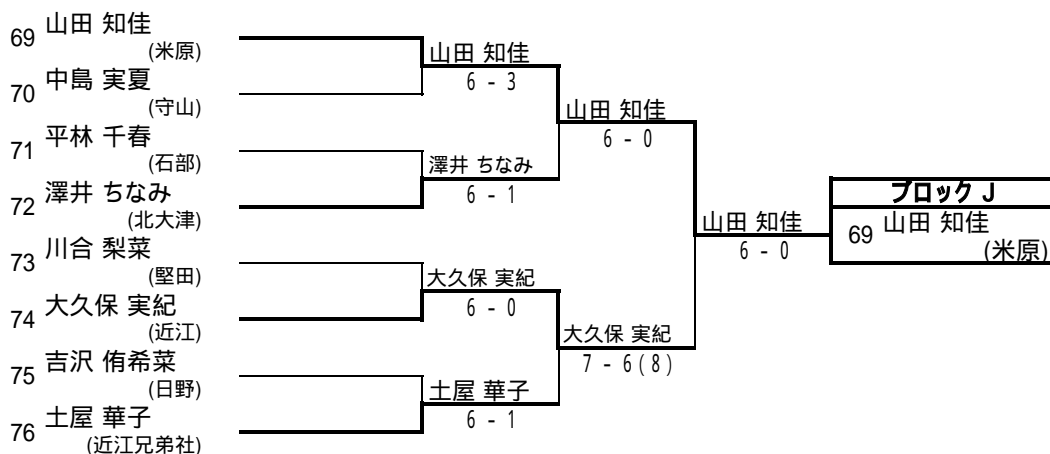 69 山田 知佳
(米原)
70 中島 実夏
(守山)
71 平林 千春
(石部)
72 澤井 ちなみ
(北大津)
73 川合 梨菜
(堅田)
74 大久保 実紀
(近江)
75 吉沢 侑希菜
(日野)
76 土屋 華子
(近江兄弟社)
山田 知佳
6 - 3
澤井 ちなみ
6 - 1
大久保 実紀
6 - 0
土屋 華子
6 - 1
山田 知佳
6 - 0
大久保 実紀
7 - 6(8)
山田 知佳
6 - 0
ブロック J
69 山田 知佳
(米原)